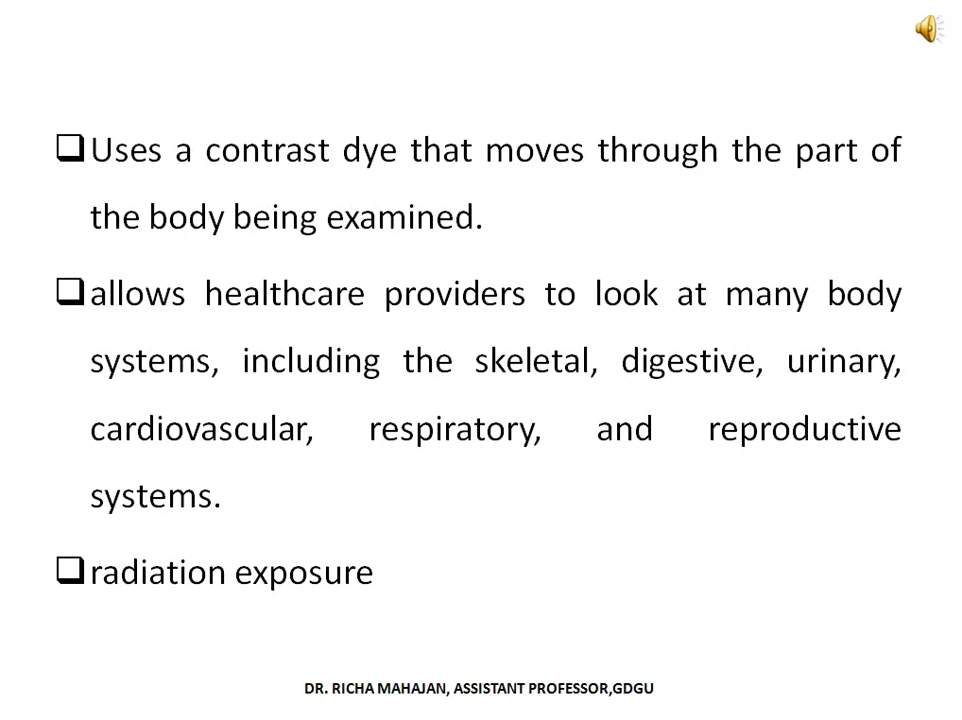 Uses a contrast dye that moves through the part of
the body being examined.
allows healthcare providers to look at many body
systems, including the skeletal, digestive, urinary,
cardiovascular, respiratory, and reproductive
systems.
radiation exposure
DR. RICHA MAHAJAN, ASSISTANT PROFESSOR,GDGU